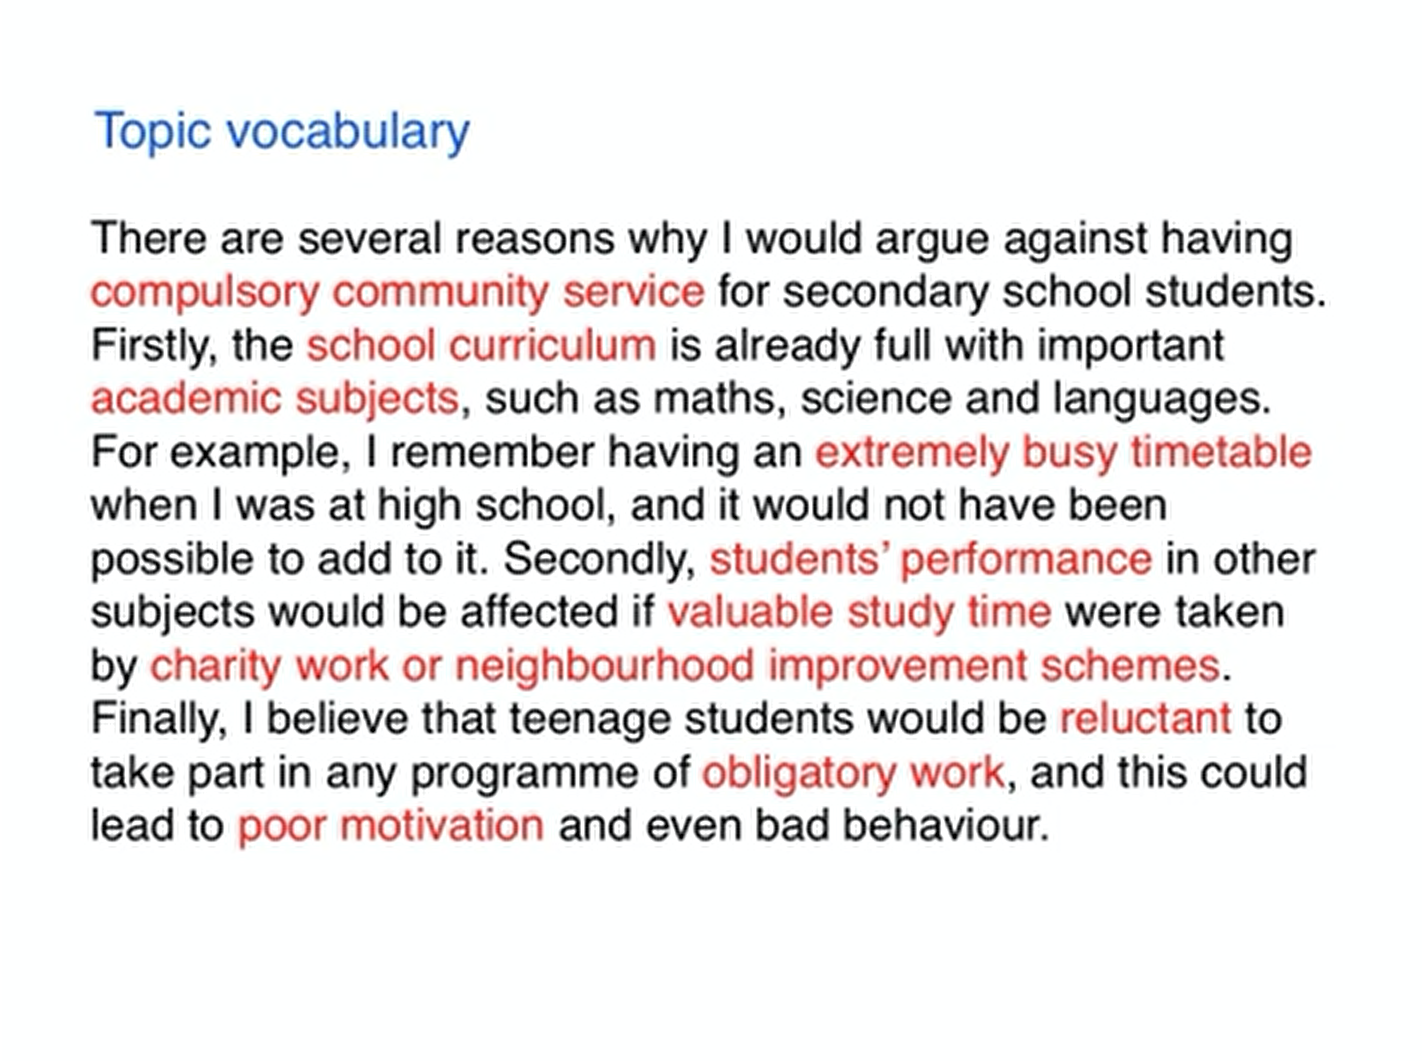 Topic vocabulary
There are several reasons why I would argue against having
compulsory community service for secondary school students.
Firstly, the school curriculum is already full with important
academic subjects, such as maths, science and languages.
For example, I remember having an extremely busy timetable
when I was at high school, and it would not have been
possible to add to it. Secondly, students’ performance in other
subjects would be affected if valuable study time were taken
by charity work or neighbourhood improvement schemes.
Finally, I believe that teenage students would be reluctant to
take part in any programme of obligatory work, and this could
lead to poor motivation and even bad behaviour.